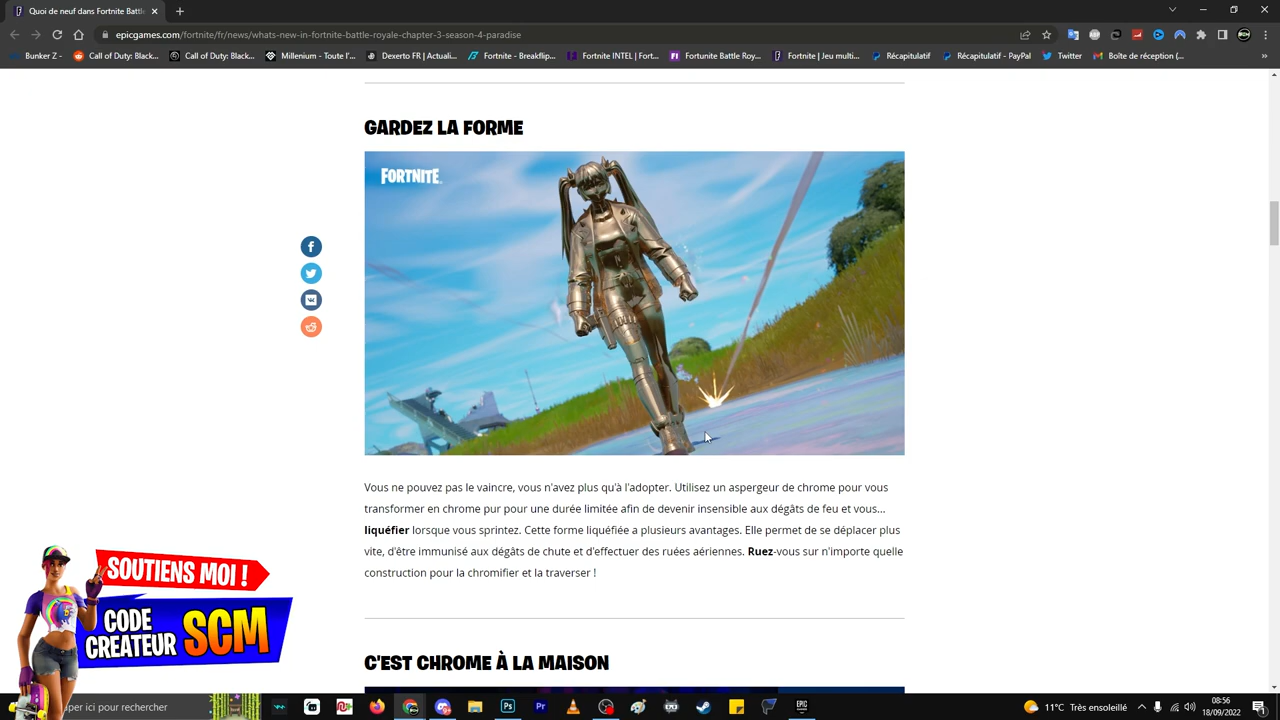 Quoi de neuf dans Fortnite Battl
epicgames.com/fortnite/fr/news/whats-new-in-fortnite-battle-royale-chapter-3-season-4-paradise
Bunker Z -
Call of Duty: Black...
Call of Duty: Black...
Millenium - Toute l'...
Dexerto FR | Actuali...
Fortnite - Breakflip...
Fortnite INTEL | Fort...
Fortunite Battle Roy...
Fortnite | Jeu multi...
Récapitulatif
Récapitulatif - PayPal
Twitter
Boîte de réception (...
GARDEZ LA FORME
FORTNITE
Vous ne pouvez pas le vaincre, vous n'avez plus qu'à l'adopter. Utilisez un aspergeur de chrome pour vous
transformer en chrome pur pour une durée limitée afin de devenir insensible aux dégâts de feu et vous...
liquéfier lorsque vous sprintez. Cette forme liquéfiée a plusieurs avantages. Elle permet de se déplacer plus
vite, d'être immunisé aux dégâts de chute et d'effectuer des ruées aériennes. Ruez-vous sur n'importe quelle
construction pour la chromifier et la traverser !
C'EST CHROME À LA MAISON
SOUTIENS MOI !
CODE
CREATEUR SCM
per ici pour rechercher
11°C Très ensoleillé
08:56
18/09/2022